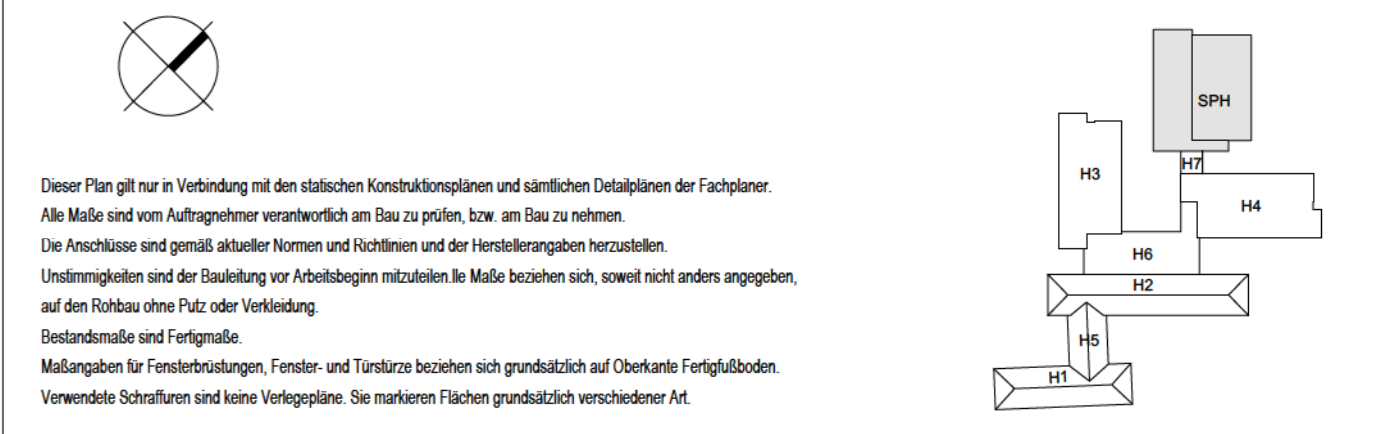 Dieser Plan gilt nur in Verbindung mit den statischen Konstruktionsplänen und sämtlichen Detailplänen der Fachplaner.
Alle Maße sind vom Auftragnehmer verantwortlich am Bau zu prüfen, bzw. am Bau zu nehmen.
Die Anschlüsse sind gemäß aktueller Normen und Richtlinien und der Herstellerangaben herzustellen.
Unstimmigkeiten sind der Bauleitung vor Arbeitsbeginn mitzuteilen.lle Maße beziehen sich, soweit nicht anders angegeben,
auf den Rohbau ohne Putz oder Verkleidung.
Bestandsmaße sind Fertigmaße.
Maßangaben für Fensterbrüstungen, Fenster- und Türstürze beziehen sich grundsätzlich auf Oberkante Fertigfußboden.
Verwendete Schraffuren sind keine Verlegepläne. Sie markieren Flächen grundsätzlich verschiedener Art.
SPH
H7
H3
H4
H6
H2
H5
H1